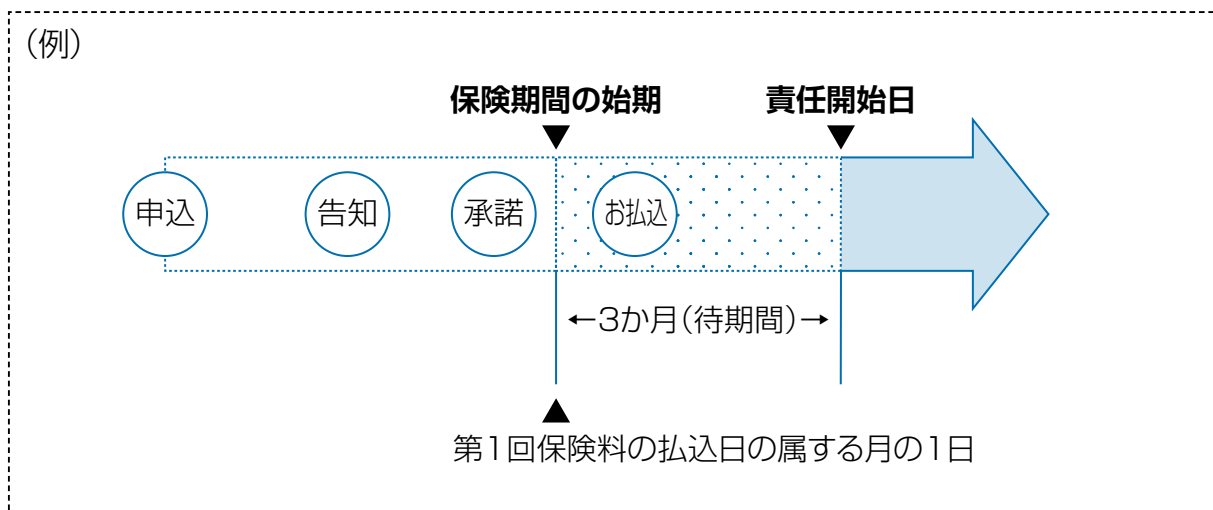 (例)
保険期間の始期
責任開始日
▼
▼
申込
告知
承諾
お払込
←3か月(待期間)→
▲
第1回保険料の払込日の属する月の1日